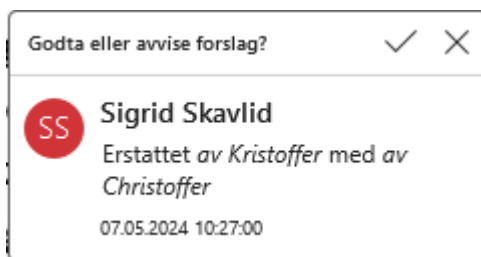 Godta eller avvise forslag?
SS
Sigrid Skavlid
Erstattet av Kristoffer med av
Christoffer
07.05.2024 10:27:00